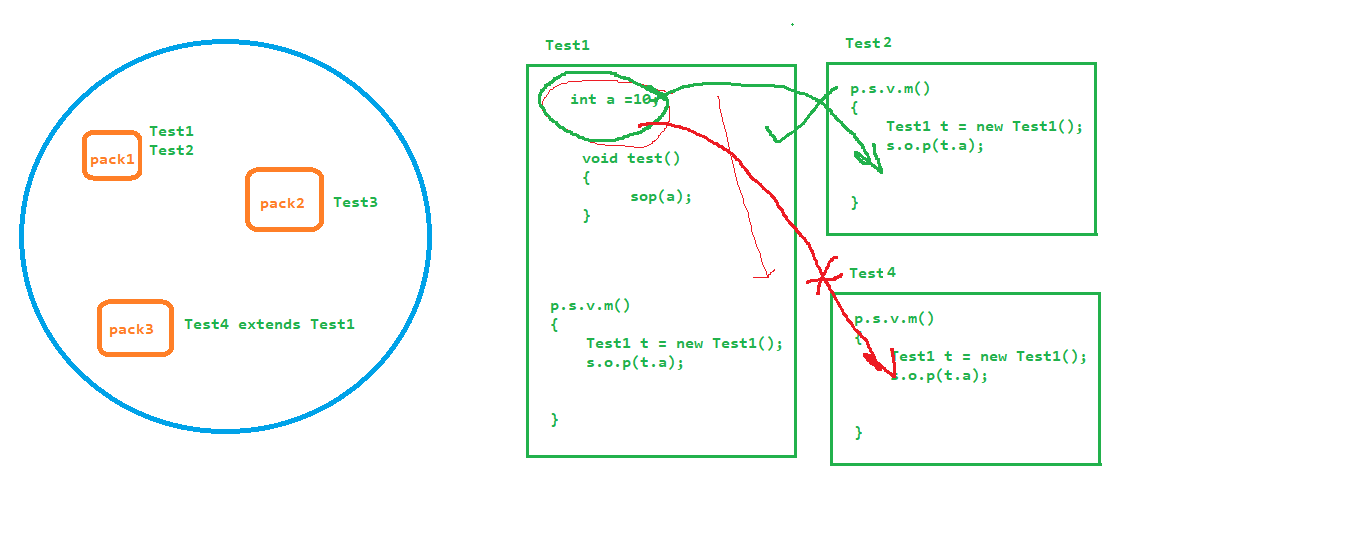 pack1
Test1
Test2
pack2
Test3
pack3
Test4 extends Test1
Test1
int a =10;
void test()
{
sop(a);
}
p.s.v.m()
{
Test1 t = new Test1();
s.o.p(t.a);
}
Test2
p.s.v.m()
{
Test1 t = new Test1();
s.o.p(t.a);
}
Test4
p.s.v.m()
{
Test1 t = new Test1();
s.o.p(t.a);
}